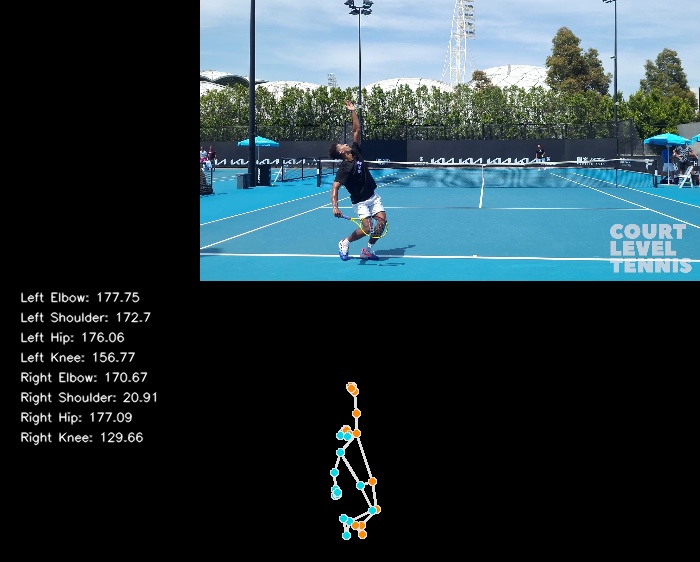 COURT
LEVEL
TENNIS
Left Elbow: 177.75
Left Shoulder: 172.7
Left Hip: 176.06
Left Knee: 156.77
Right Elbow: 170.67
Right Shoulder: 20.91
Right Hip: 177.09
Right Knee: 129.66